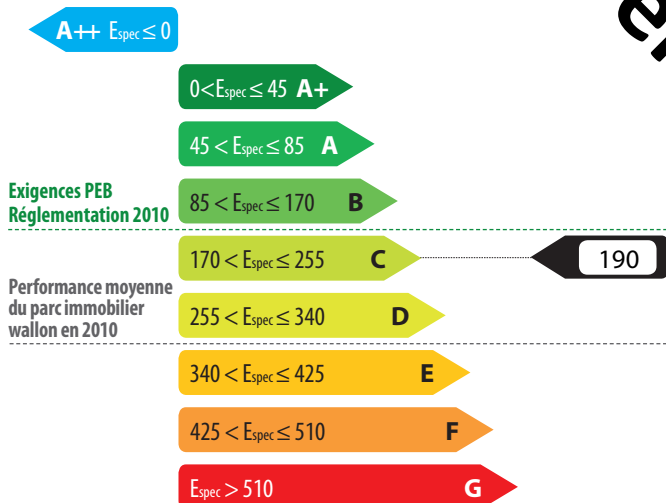 A++ Espec ≤ 0
0<Espec ≤ 45 A+
45 < Espec ≤ 85 A
Exigences PEB
Réglementation 2010
85 < Espec ≤ 170 B
170 < Espec ≤ 255 C
190
Performance moyenne
du parc immobilier
wallon en 2010
255 < Espec ≤ 340 D
340 < Espec ≤ 425 E
425 < Espec ≤ 510 F
Espec > 510 G